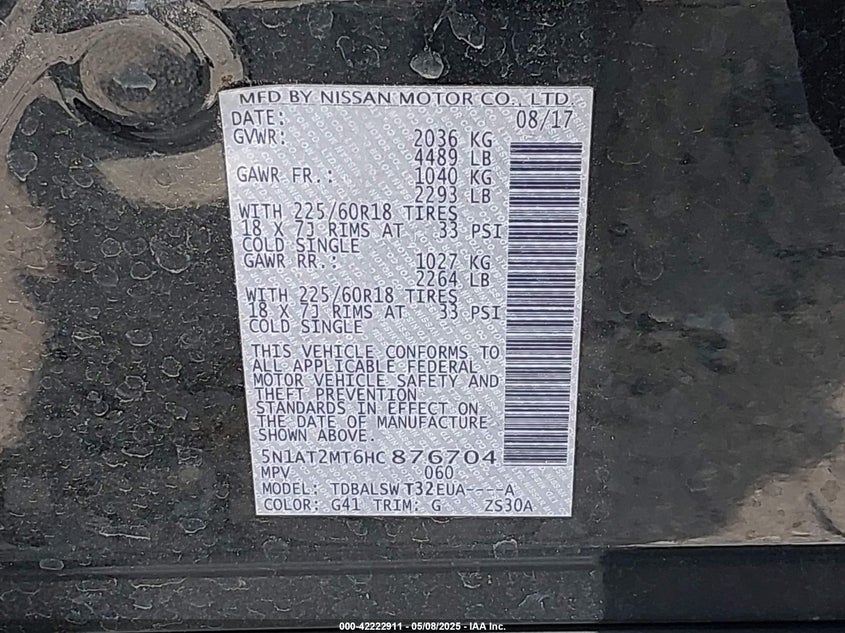 MFD BY NISSAN MOTOR CO., LTD.
DATE: 08/17
GVWR: 2036 KG
4489 LB
GAWR FR.: 1040 KG
2293 LB
WITH 225/60R18 TIRES
18 X 7J RIMS AT 33 PSI
COLD SINGLE
GAWR RR.: 1027 KG
2264 LB
WITH 225/60R18 TIRES
18 X 7J RIMS AT 33 PSI
COLD SINGLE
THIS VEHICLE CONFORMS TO
ALL APPLICABLE FEDERAL
MOTOR VEHICLE SAFETY AND
THEFT PREVENTION
STANDARDS IN EFFECT ON
THE DATE OF MANUFACTURE
SHOWN ABOVE.
5N1AT2MT6HC876704
MPV 060
MODEL: TDBALSW T32EUA----A
COLOR: G41 TRIM: G ZS30A
000-42222911 - 05/08/2025 - IAA Inc.